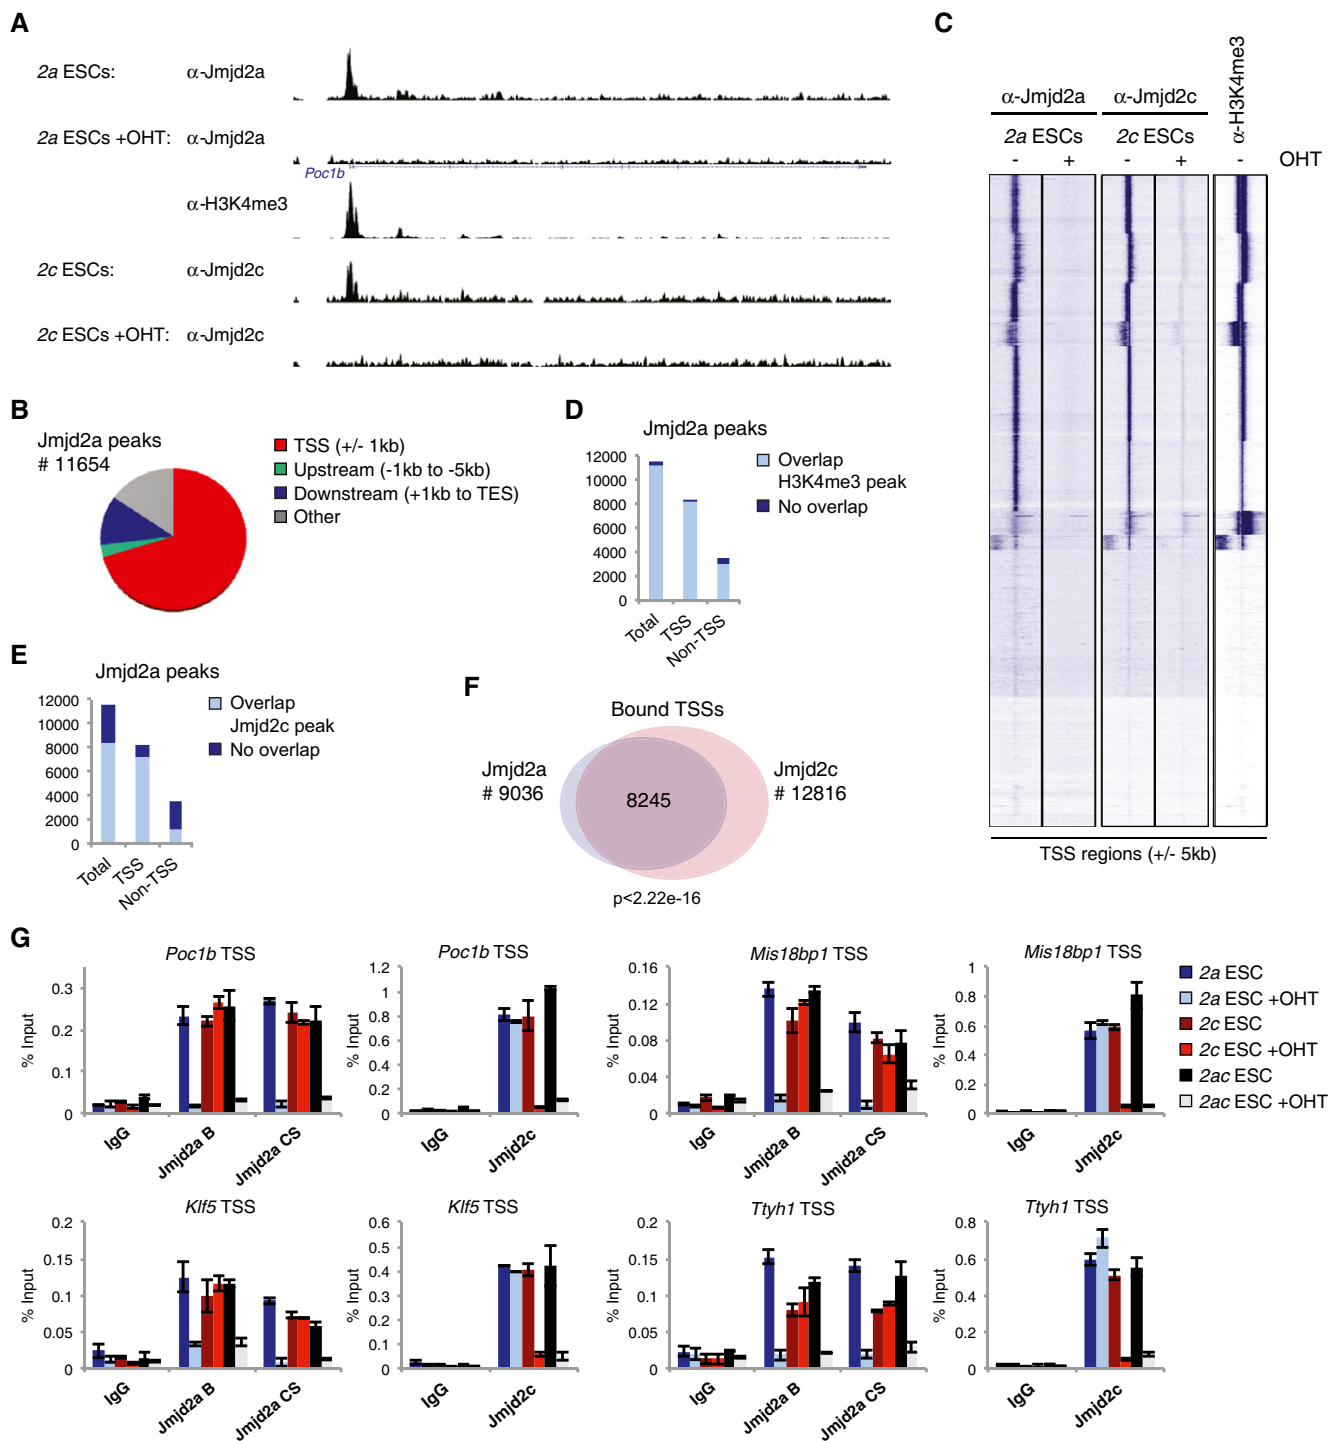 A
2a ESCs: α-Jmjd2a
2a ESCs +OHT: α-Jmjd2a
Poc1b
α-H3K4me3
2c ESCs: α-Jmjd2c
2c ESCs +OHT: α-Jmjd2c
B
Jmjd2a peaks
# 11654
TSS (+/- 1kb)
Upstream (-1kb to -5kb)
Downstream (+1kb to TES)
Other
C
α-Jmjd2a α-Jmjd2c α-H3K4me3
2a ESCs 2c ESCs
- + - + - OHT
TSS regions (+/- 5kb)
D
Jmjd2a peaks
12000
10000
8000
6000
4000
2000
0
Total TSS Non-TSS
Overlap
H3K4me3 peak
No overlap
E
Jmjd2a peaks
12000
10000
8000
6000
4000
2000
0
Total TSS Non-TSS
Overlap
Jmjd2c peak
No overlap
F
Bound TSSs
Jmjd2a
# 9036
8245
Jmjd2c
# 12816
p<2.22e-16
G
Poc1b TSS
% Input
0.3
0.2
0.1
0
IgG Jmjd2a B Jmjd2a CS
Poc1b TSS
% Input
1.2
1
0.8
0.6
0.4
0.2
0
IgG Jmjd2c
Mis18bp1 TSS
% Input
0.16
0.12
0.08
0.04
0
IgG Jmjd2a B Jmjd2a CS
Mis18bp1 TSS
% Input
1
0.8
0.6
0.4
0.2
0
IgG Jmjd2c
2a ESC
2a ESC +OHT
2c ESC
2c ESC +OHT
2ac ESC
2ac ESC +OHT
Klf5 TSS
% Input
0.2
0.15
0.1
0.05
0
IgG Jmjd2a B Jmjd2a CS
Klf5 TSS
% Input
0.6
0.5
0.4
0.3
0.2
0.1
0
IgG Jmjd2c
Ttyh1 TSS
% Input
0.2
0.15
0.1
0.05
0
IgG Jmjd2a B Jmjd2a CS
Ttyh1 TSS
% Input
0.8
0.6
0.4
0.2
0
IgG Jmjd2c